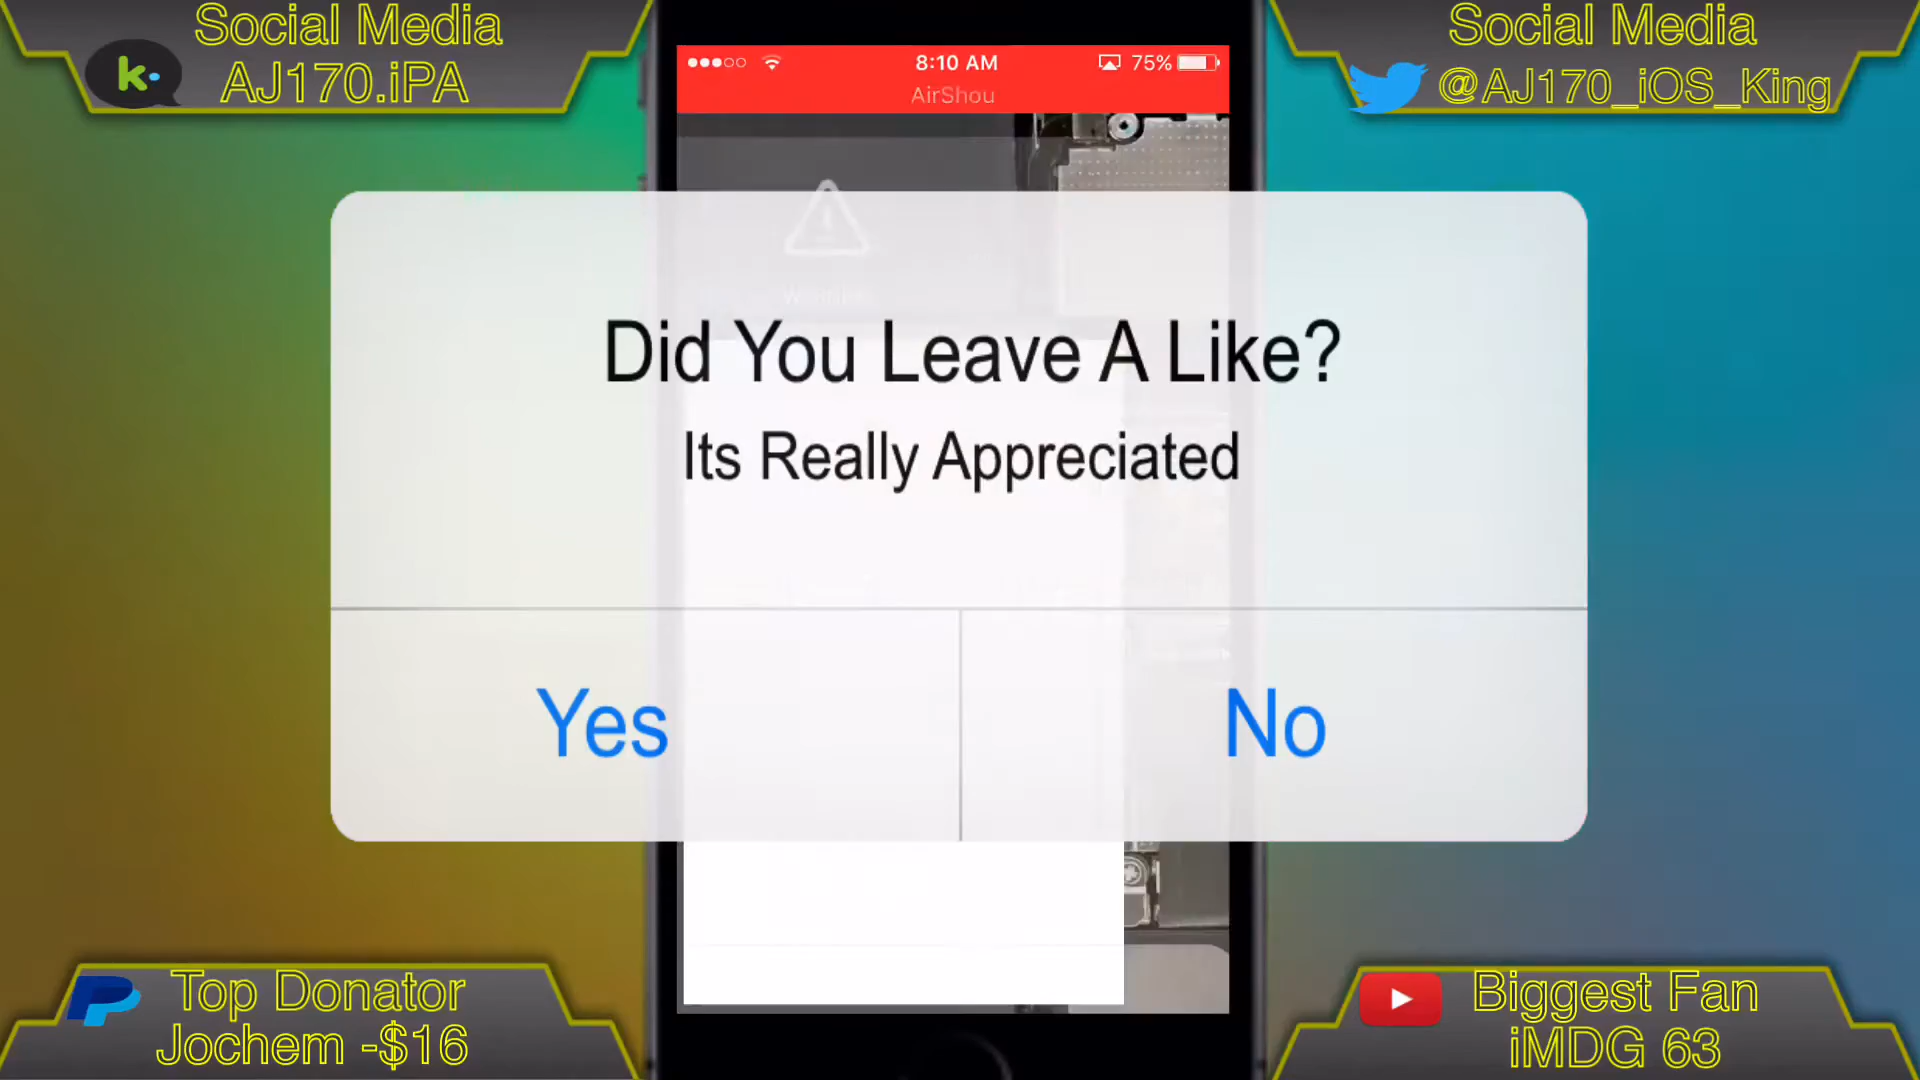 Social Media
AJ170.iPA
k.
Social Media
@AJ170_iOS_King
8:10 AM
75%
AirShou
Did You Leave A Like?
Its Really Appreciated
Yes
No
Top Donator
Jochem -$16
Biggest Fan
iMDG 63